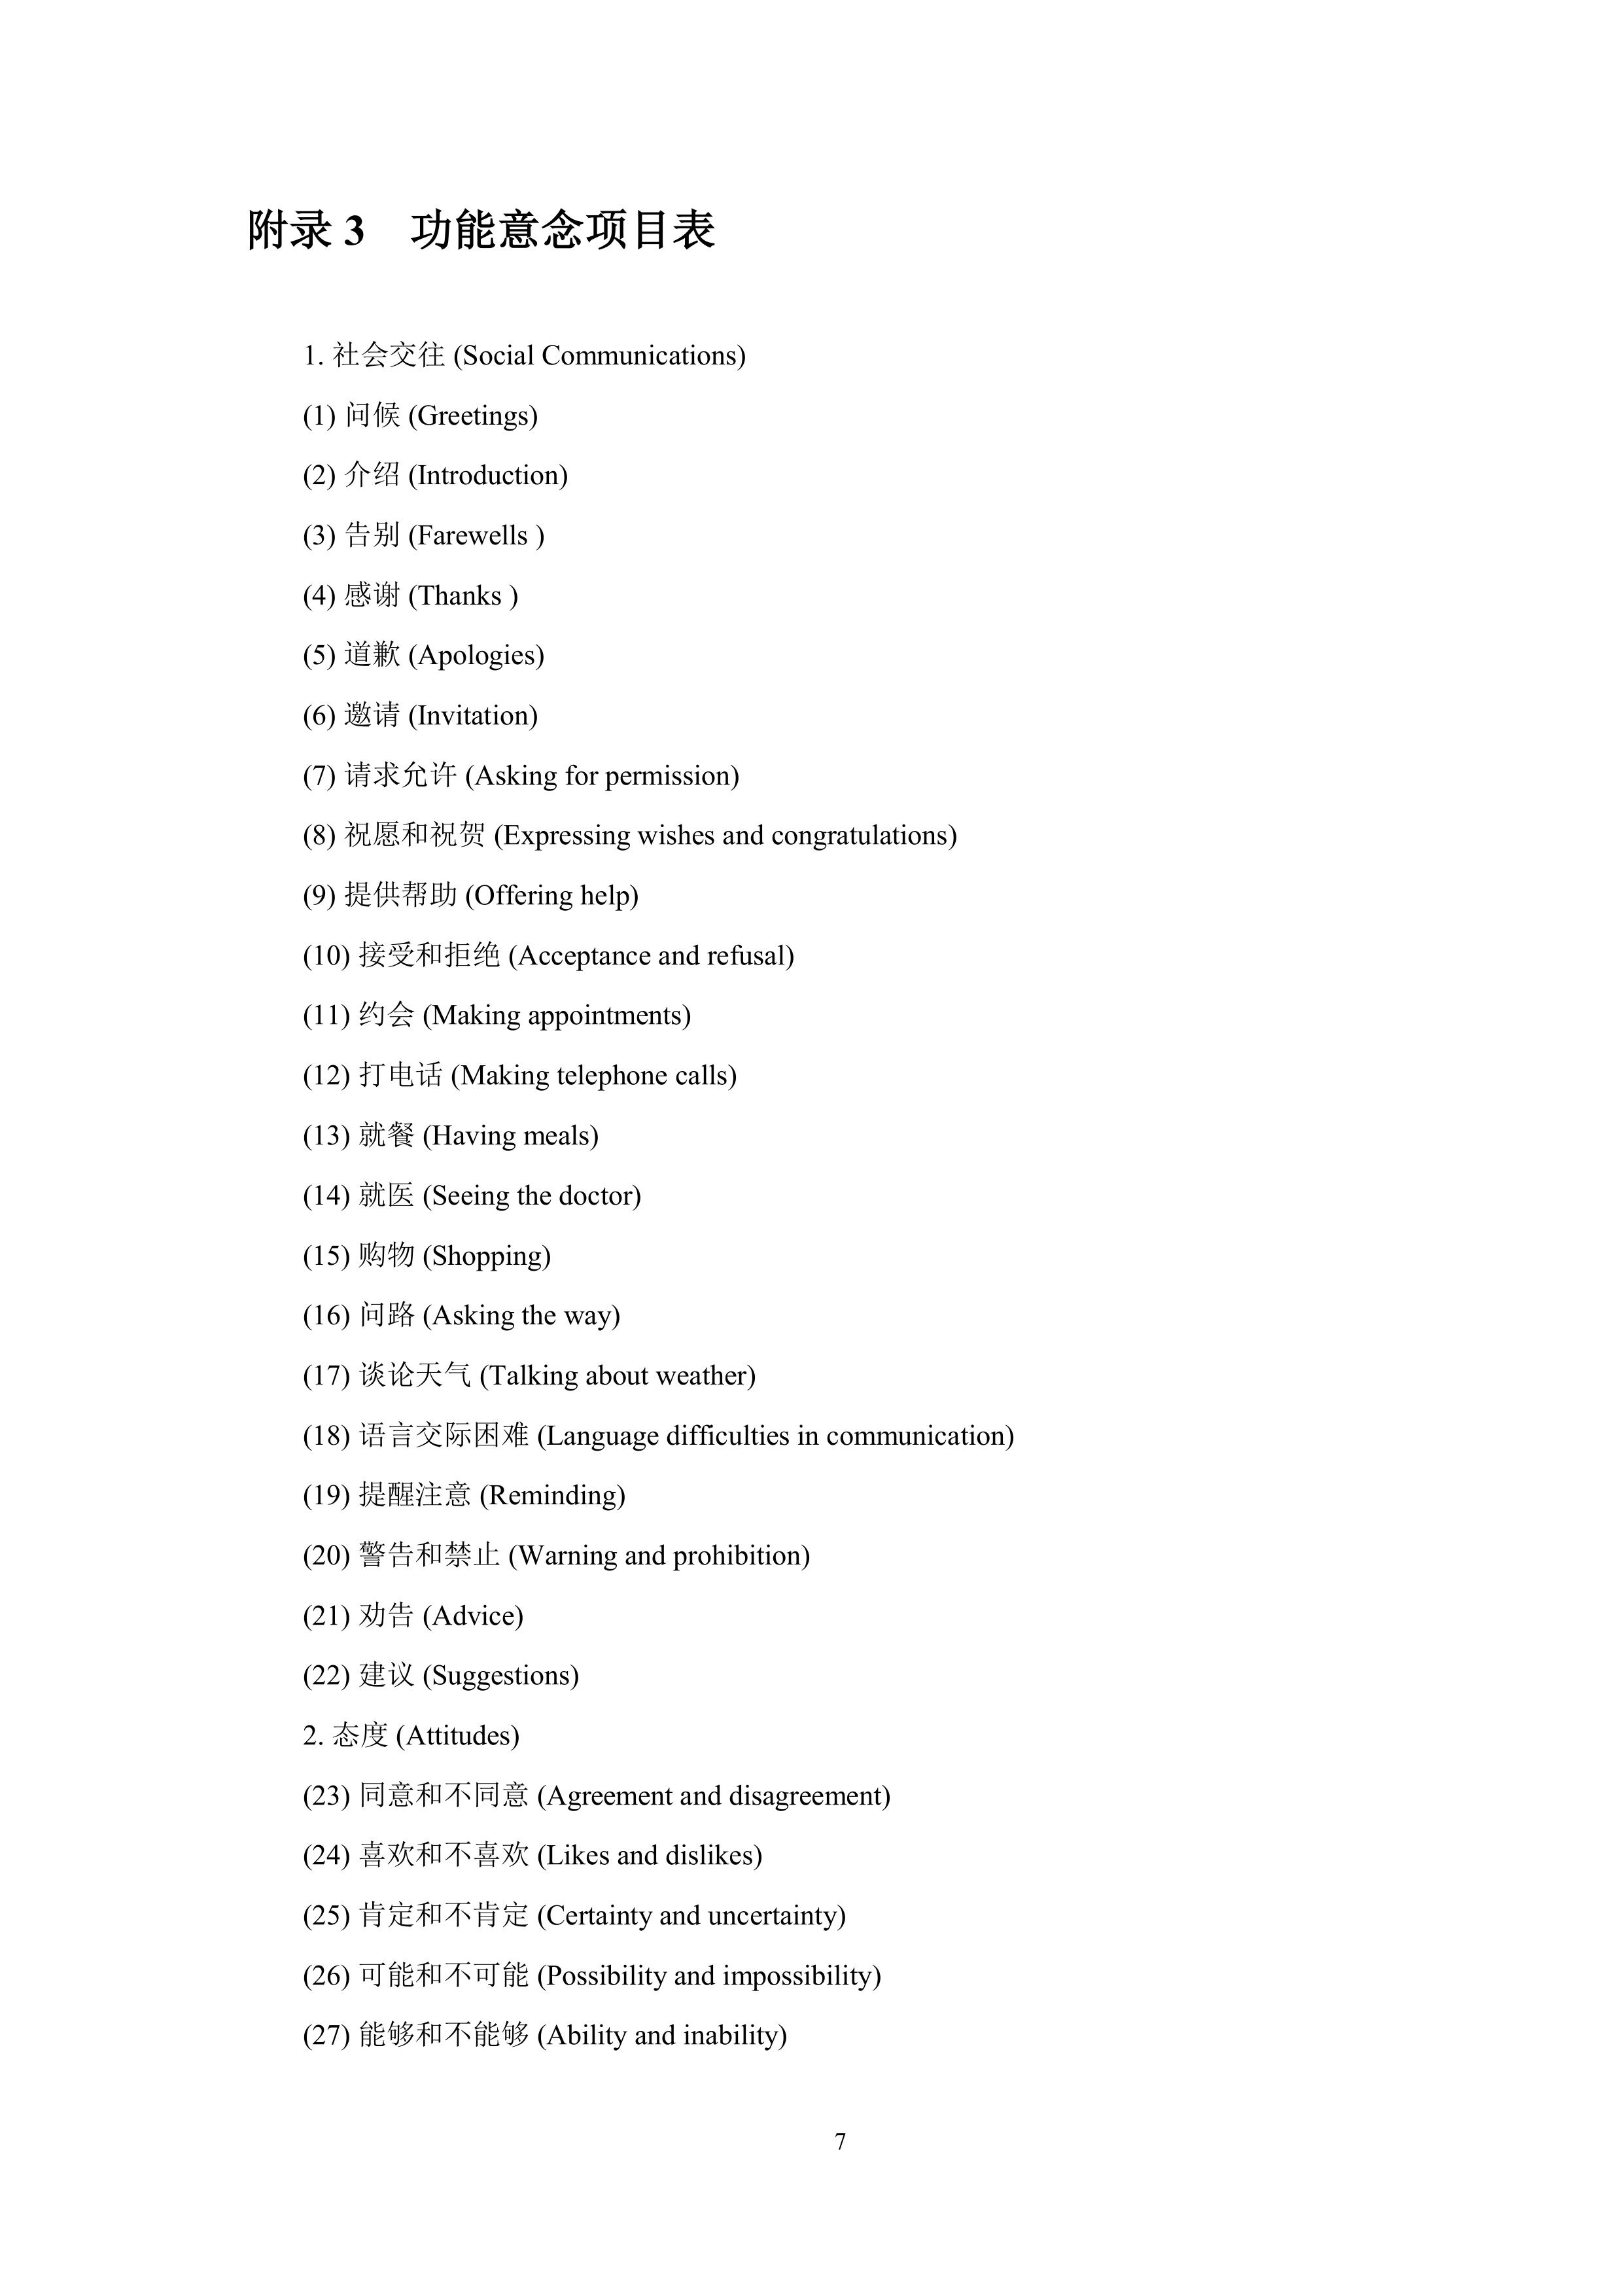 附录 3 功能意念项目表
1. 社会交往 (Social Communications)
(1) 问候 (Greetings)
(2) 介绍 (Introduction)
(3) 告别 (Farewells )
(4) 感谢 (Thanks )
(5) 道歉 (Apologies)
(6) 邀请 (Invitation)
(7) 请求允许 (Asking for permission)
(8) 祝愿和祝贺 (Expressing wishes and congratulations)
(9) 提供帮助 (Offering help)
(10) 接受和拒绝 (Acceptance and refusal)
(11) 约会 (Making appointments)
(12) 打电话 (Making telephone calls)
(13) 就餐 (Having meals)
(14) 就医 (Seeing the doctor)
(15) 购物 (Shopping)
(16) 问路 (Asking the way)
(17) 谈论天气 (Talking about weather)
(18) 语言交际困难 (Language difficulties in communication)
(19) 提醒注意 (Reminding)
(20) 警告和禁止 (Warning and prohibition)
(21) 劝告 (Advice)
(22) 建议 (Suggestions)
2. 态度 (Attitudes)
(23) 同意和不同意 (Agreement and disagreement)
(24) 喜欢和不喜欢 (Likes and dislikes)
(25) 肯定和不肯定 (Certainty and uncertainty)
(26) 可能和不可能 (Possibility and impossibility)
(27) 能够和不能够 (Ability and inability)
7